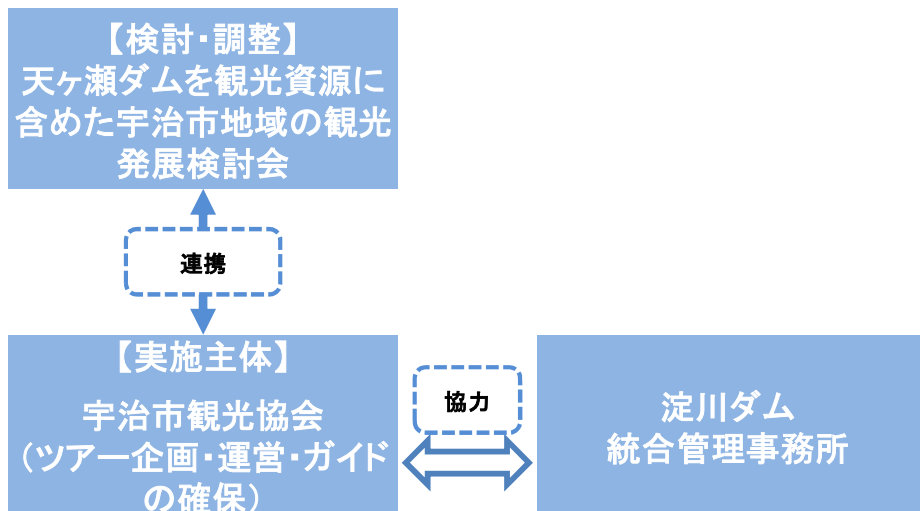 【検討・調整】
天ヶ瀬ダムを観光資源に
含めた宇治市地域の観光
発展検討会
連携
【実施主体】
宇治市観光協会
(ツアー企画・運営・ガイド
の確保)
協力
淀川ダム
統合管理事務所